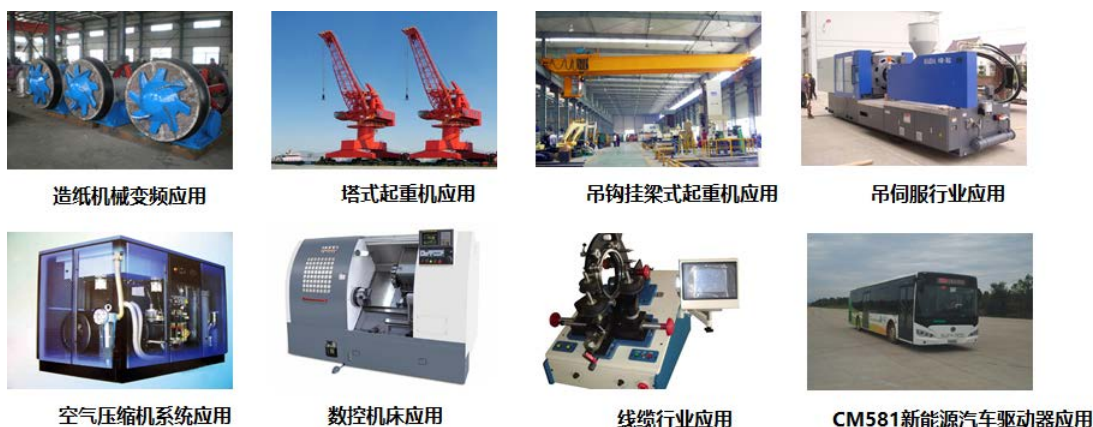 造纸机械变频应用
塔式起重机应用
吊钩挂梁式起重机应用
吊伺服行业应用
空气压缩机系统应用
数控机床应用
线缆行业应用
CM581新能源汽车驱动器应用